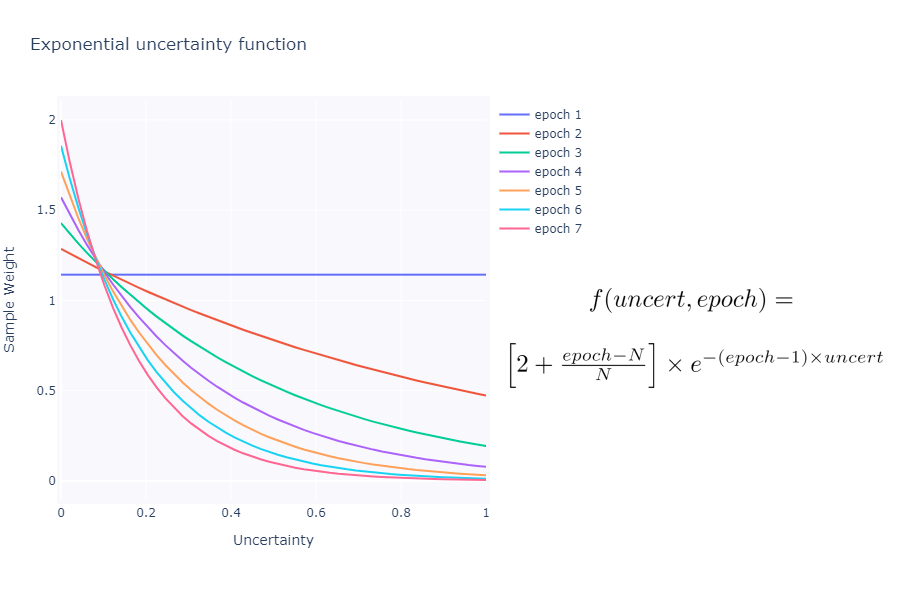 Exponential uncertainty function
Sample Weight
2
1.5
1
0.5
0
0 0.2 0.4 0.6 0.8 1
Uncertainty
epoch 1
epoch 2
epoch 3
epoch 4
epoch 5
epoch 6
epoch 7
f(uncert, epoch) =
[2 + \frac{epoch−N}{N}] × e^{−(epoch−1)×uncert}